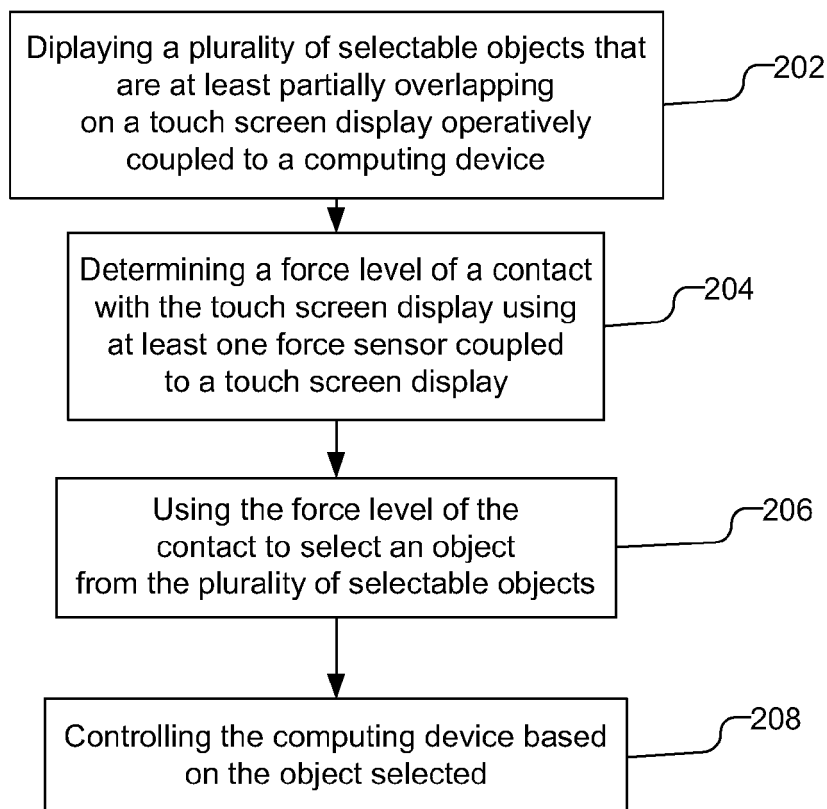 Diplaying a plurality of selectable objects that
are at least partially overlapping
on a touch screen display operatively
coupled to a computing device
202
Determining a force level of a contact
with the touch screen display using
at least one force sensor coupled
to a touch screen display
204
Using the force level of the
contact to select an object
from the plurality of selectable objects
206
Controlling the computing device based
on the object selected
208